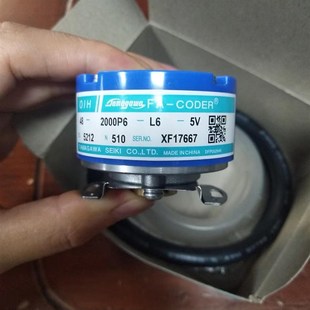 OIH Tamagawa FA-CODER®
48 - 2000P6 - L6 - 5V
5212 N 510 SER.NO. XF17667
TAMAGAWA SEIKI CO.,LTD. MADE IN CHINA